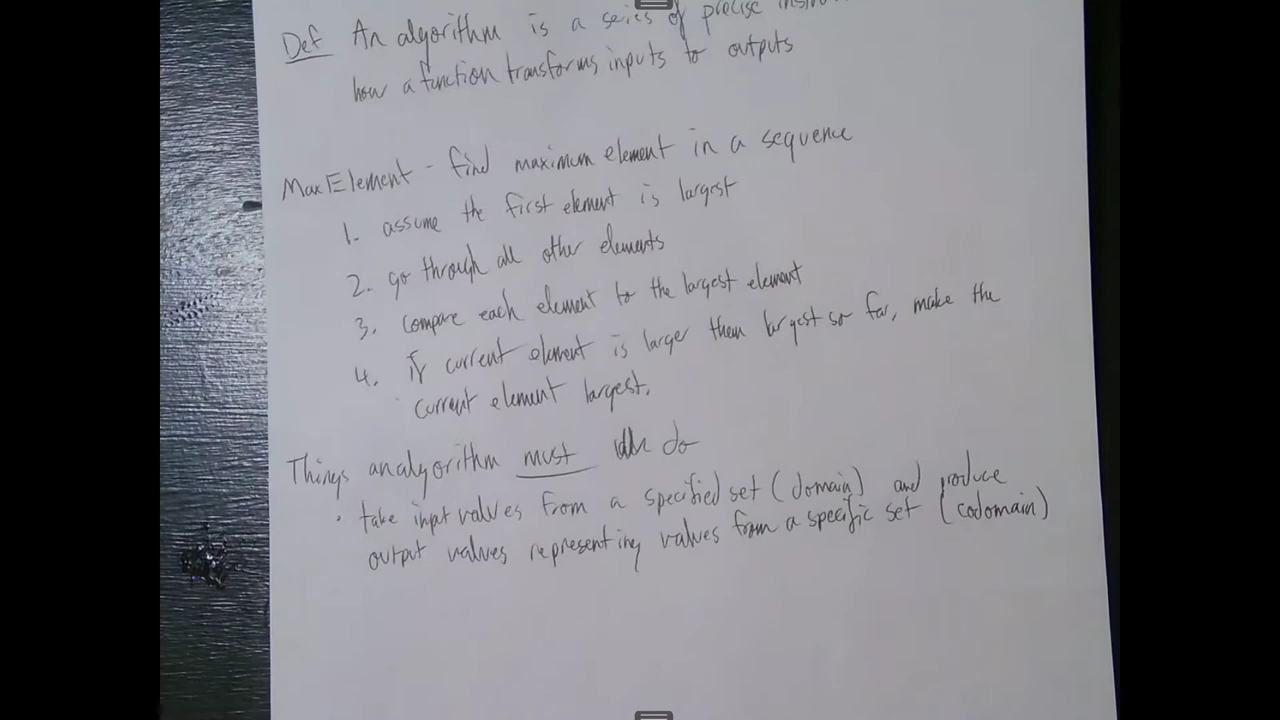 Def An algorithm is a series of precise
how a function transforms inputs to outputs
MaxElement - find maximum element in a sequence
1. assume the first element is largest
2. go through all other elements
3. compare each element to the largest element
4. if current element is larger then largest so far, make the
current element largest.
Things an algorithm must do
· take input values from a specified set (domain) and produce
output values representing values from a specific set (codomain)